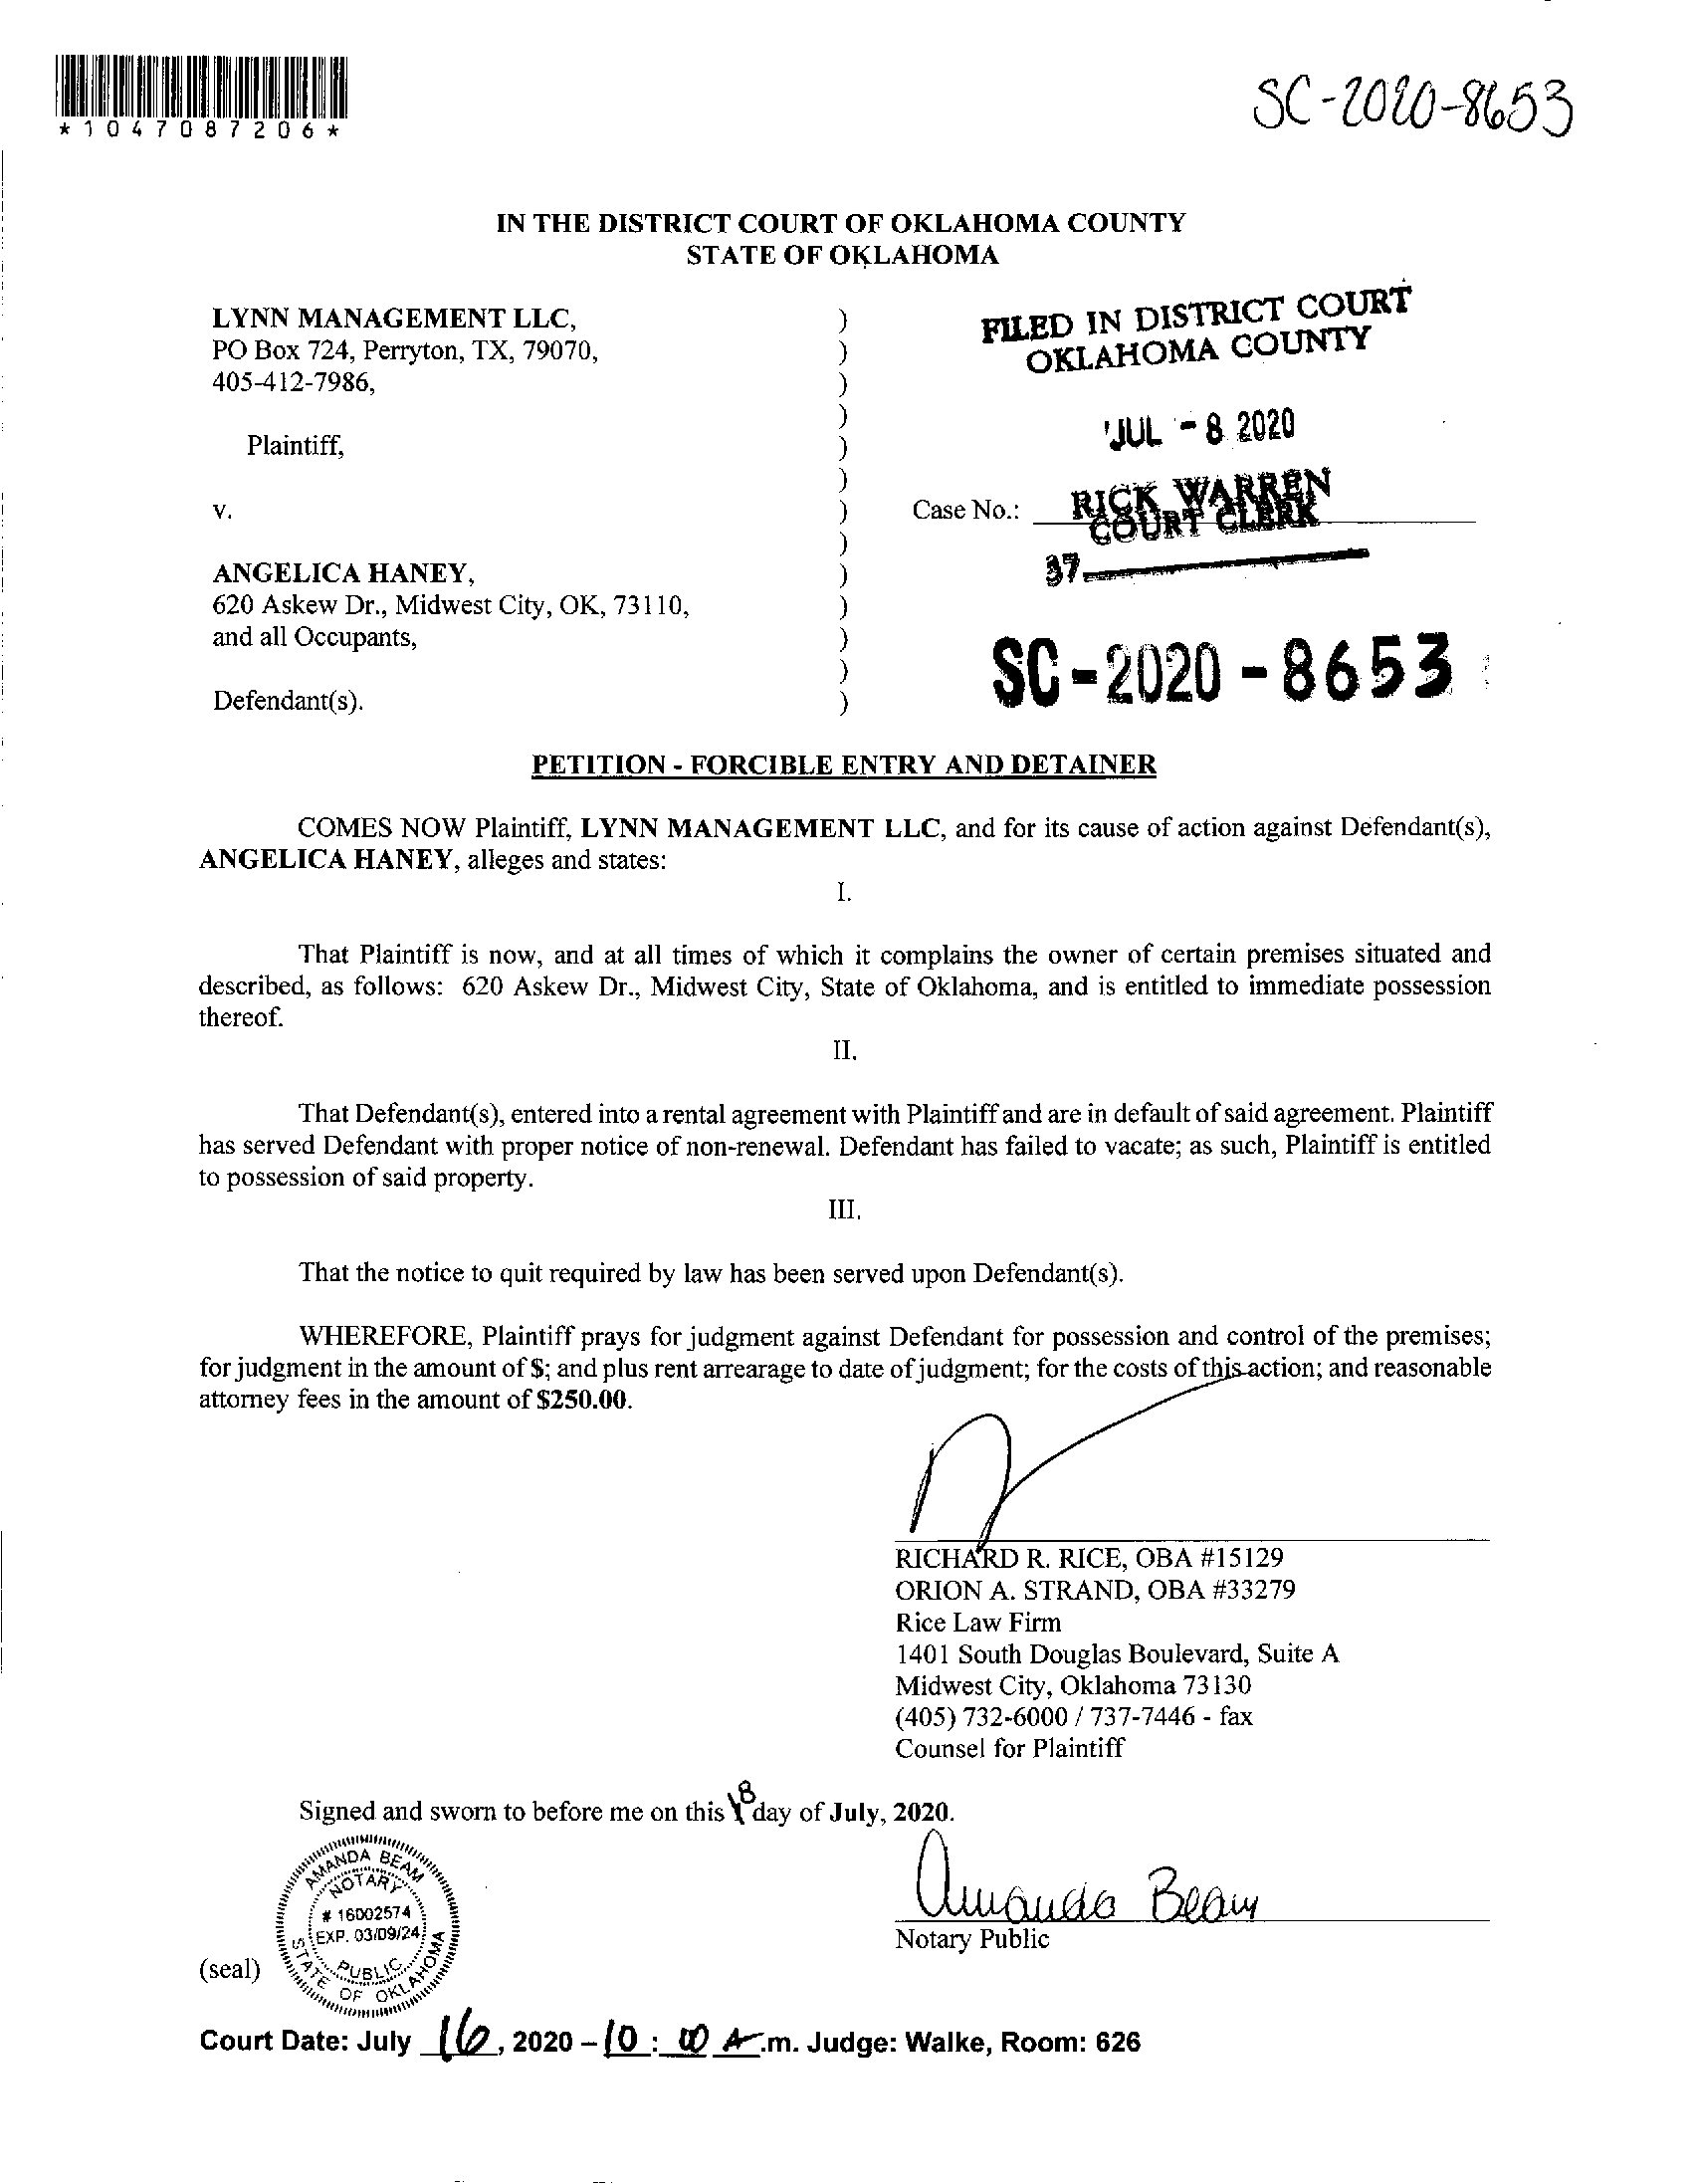 *1047087206*
SC-2020-8653
IN THE DISTRICT COURT OF OKLAHOMA COUNTY
STATE OF OKLAHOMA
LYNN MANAGEMENT LLC, )
PO Box 724, Perryton, TX, 79070, )
405-412-7986, )
)
Plaintiff, )
)
v. )
)
ANGELICA HANEY, )
620 Askew Dr., Midwest City, OK, 73110, )
and all Occupants, )
)
Defendant(s). )
FILED IN DISTRICT COURT
OKLAHOMA COUNTY
JUL - 8 2020
Case No.: RICK WARREN
COURT CLERK
37
SC - 2020 - 8653
PETITION - FORCIBLE ENTRY AND DETAINER
COMES NOW Plaintiff, LYNN MANAGEMENT LLC, and for its cause of action against Defendant(s),
ANGELICA HANEY, alleges and states:
I.
That Plaintiff is now, and at all times of which it complains the owner of certain premises situated and
described, as follows: 620 Askew Dr., Midwest City, State of Oklahoma, and is entitled to immediate possession
thereof.
II.
That Defendant(s), entered into a rental agreement with Plaintiff and are in default of said agreement. Plaintiff
has served Defendant with proper notice of non-renewal. Defendant has failed to vacate; as such, Plaintiff is entitled
to possession of said property.
III.
That the notice to quit required by law has been served upon Defendant(s).
WHEREFORE, Plaintiff prays for judgment against Defendant for possession and control of the premises;
for judgment in the amount of $; and plus rent arrearage to date of judgment; for the costs of this action; and reasonable
attorney fees in the amount of $250.00.
RICHARD R. RICE, OBA #15129
ORION A. STRAND, OBA #33279
Rice Law Firm
1401 South Douglas Boulevard, Suite A
Midwest City, Oklahoma 73130
(405) 732-6000 / 737-7446 - fax
Counsel for Plaintiff
Signed and sworn to before me on this 8 day of July, 2020.
Amanda Beam
Notary Public
(seal)
AMANDA BEAM
NOTARY
# 16002574
EXP. 03/09/24
PUBLIC
STATE OF OKLAHOMA
Court Date: July 16, 2020 – 10 : 00 A.m. Judge: Walke, Room: 626